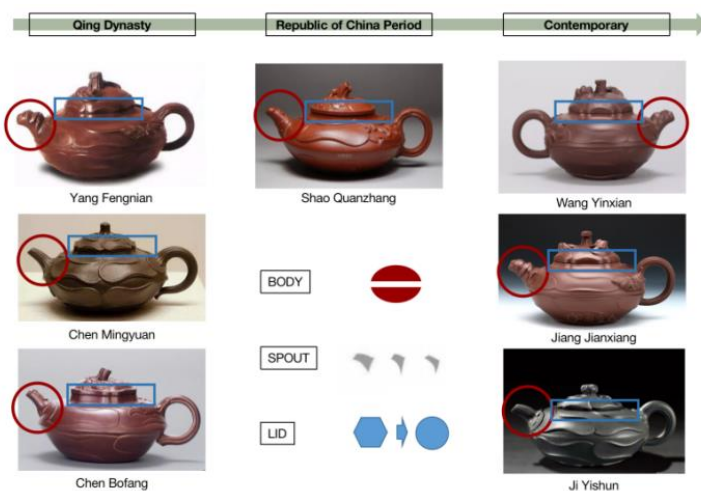 Qing Dynasty
Republic of China Period
Contemporary
Yang Fengnian
Shao Quanzhang
Wang Yinxian
BODY
Chen Mingyuan
Jiang Jianxiang
SPOUT
LID
Chen Bofang
Ji Yishun